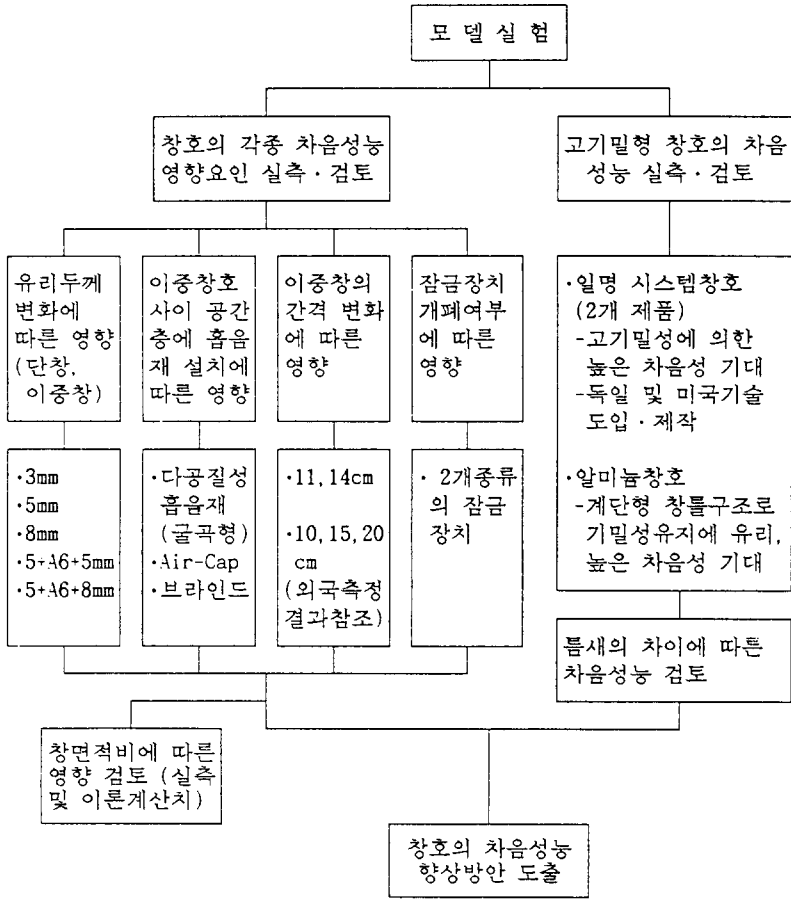 모 델 실 험
창호의 각종 차음성능
영향요인 실측·검토
고기밀형 창호의 차음
성능 실측·검토
유리두께
변화에
따른 영향
(단창,
이중창)
이중창호
사이 공간
층에 흡음
재 설치에
따른 영향
이중창의
간격 변화
에 따른
영향
잠금장치
개폐여부
에 따른
영향
·일명 시스템창호
(2개 제품)
-고기밀성에 의한
높은 차음성 기대
-독일 및 미국기술
도입·제작
·알미늄창호
-계단형 창틀구조로
기밀성유지에 유리,
높은 차음성 기대
·3mm
·5mm
·8mm
·5+A6+5mm
·5+A6+8mm
·다공질성
흡음재
(굴곡형)
·Air-Cap
·브라인드
·11,14cm
·10,15,20
cm
(외국측정
결과참조)
· 2개종류
의 잠금
장치
틈새의 차이에 따른
차음성능 검토
창면적비에 따른
영향 검토 (실측
및 이론계산치)
창호의 차음성능
향상방안 도출